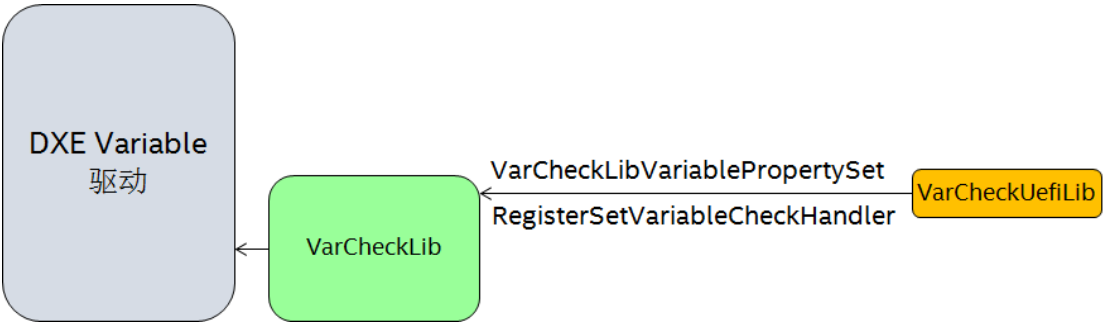 DXE Variable
驱动
VarCheckLib
VarCheckLibVariablePropertySet
RegisterSetVariableCheckHandler
VarCheckUefiLib